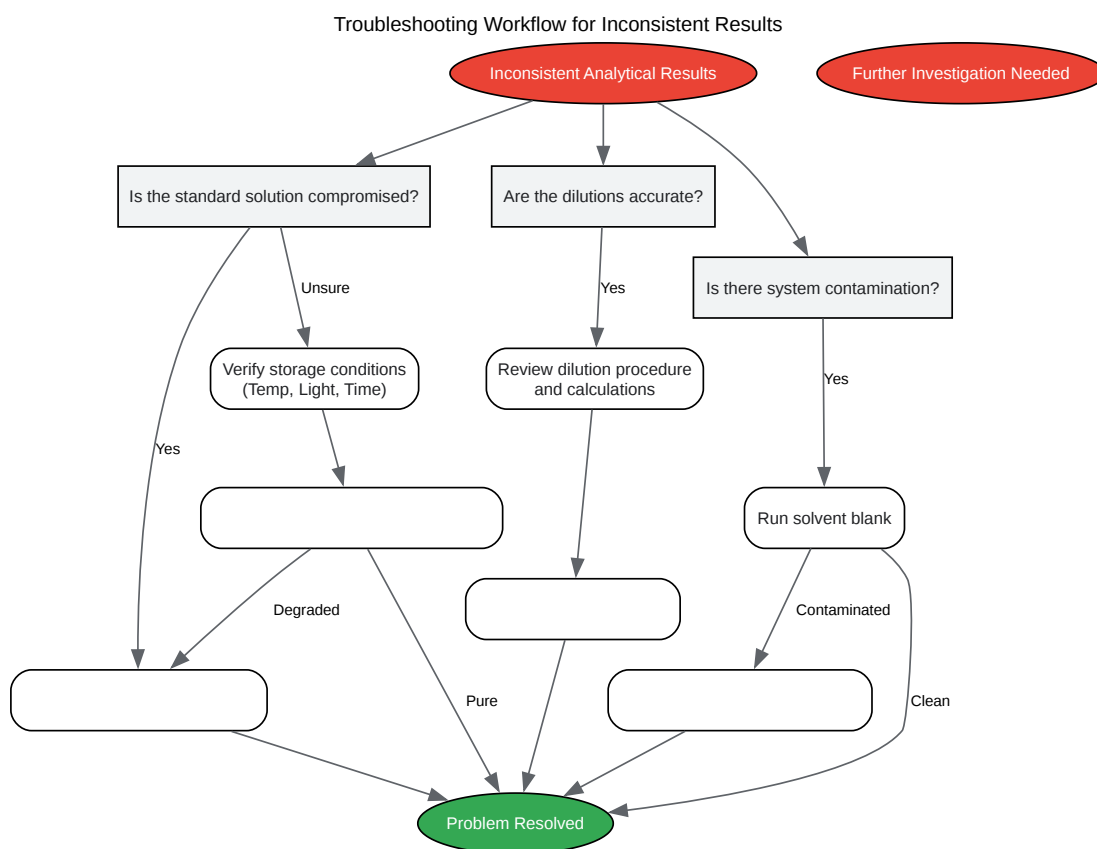 Troubleshooting Workflow for Inconsistent Results
Inconsistent Analytical Results
Further Investigation Needed
Is the standard solution compromised?
Are the dilutions accurate?
Is there system contamination?
Unsure
Yes
Verify storage conditions
(Temp, Light, Time)
Review dilution procedure
and calculations
Yes
Yes
Run solvent blank
Degraded
Contaminated
Pure
Clean
Problem Resolved